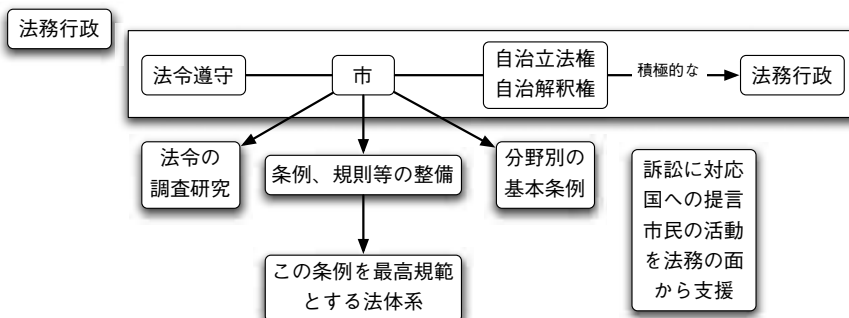 法務行政
法令遵守
市
自治立法権
自治解釈権
積極的な
法務行政
法令の
調査研究
条例、規則等の整備
分野別の
基本条例
訴訟に対応
国への提言
市民の活動
を法務の面
から支援
この条例を最高規範
とする法体系